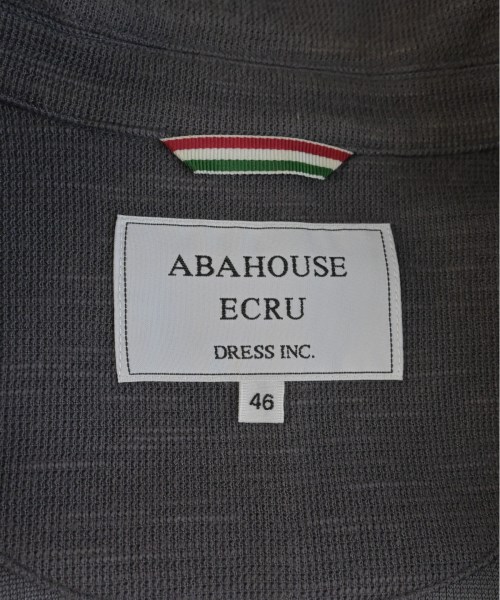 ABAHOUSE
ECRU
DRESS INC.
46